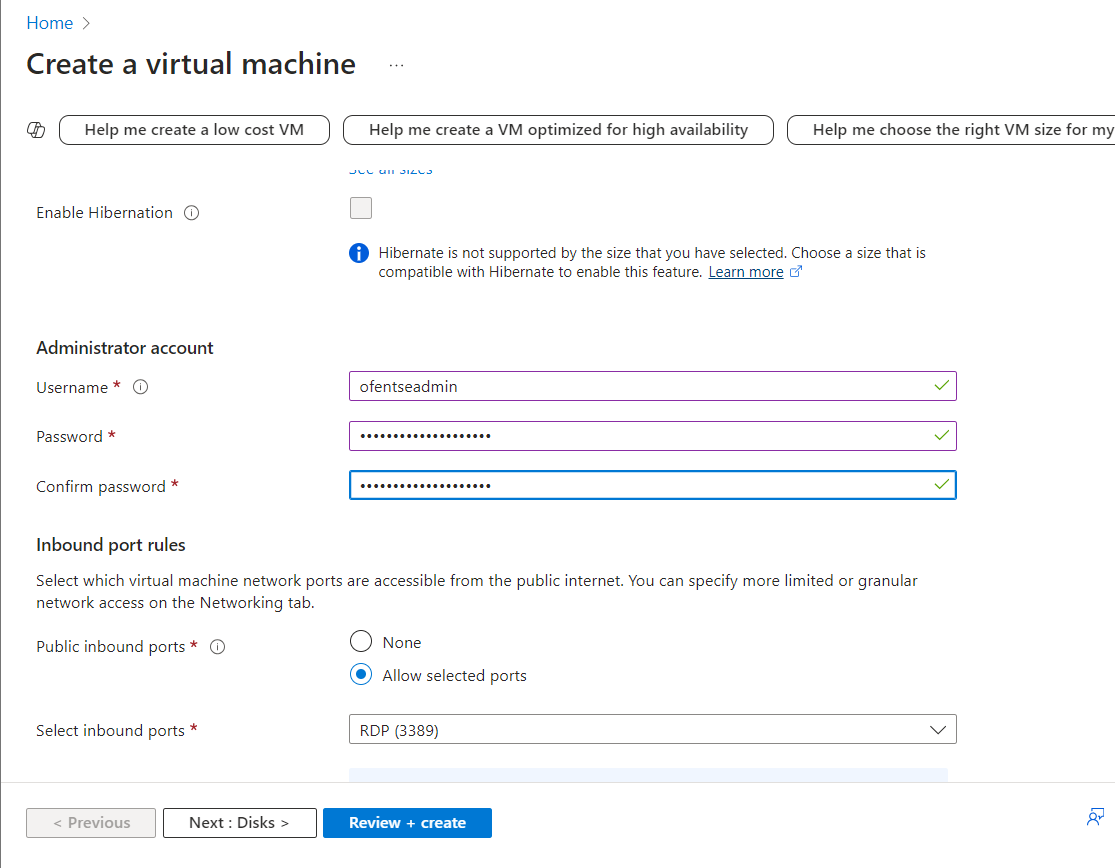 Home
Create a virtual machine
...
Help me create a low cost VM
Help me create a VM optimized for high availability
Help me choose the right VM size for my
See all sizes
Enable Hibernation
Hibernate is not supported by the size that you have selected. Choose a size that is
compatible with Hibernate to enable this feature. Learn more
Administrator account
Username *
ofentseadmin
Password *
••••••••••••••••••••
Confirm password *
••••••••••••••••••••
Inbound port rules
Select which virtual machine network ports are accessible from the public internet. You can specify more limited or granular
network access on the Networking tab.
Public inbound ports *
None
Allow selected ports
Select inbound ports *
RDP (3389)
< Previous
Next : Disks >
Review + create